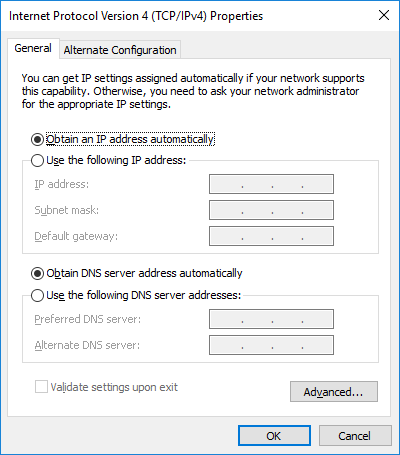 Internet Protocol Version 4 (TCP/IPv4) Properties
General
Alternate Configuration
You can get IP settings assigned automatically if your network supports
this capability. Otherwise, you need to ask your network administrator
for the appropriate IP settings.
Obtain an IP address automatically
Use the following IP address:
IP address:
Subnet mask:
Default gateway:
Obtain DNS server address automatically
Use the following DNS server addresses:
Preferred DNS server:
Alternate DNS server:
Validate settings upon exit
Advanced...
OK
Cancel